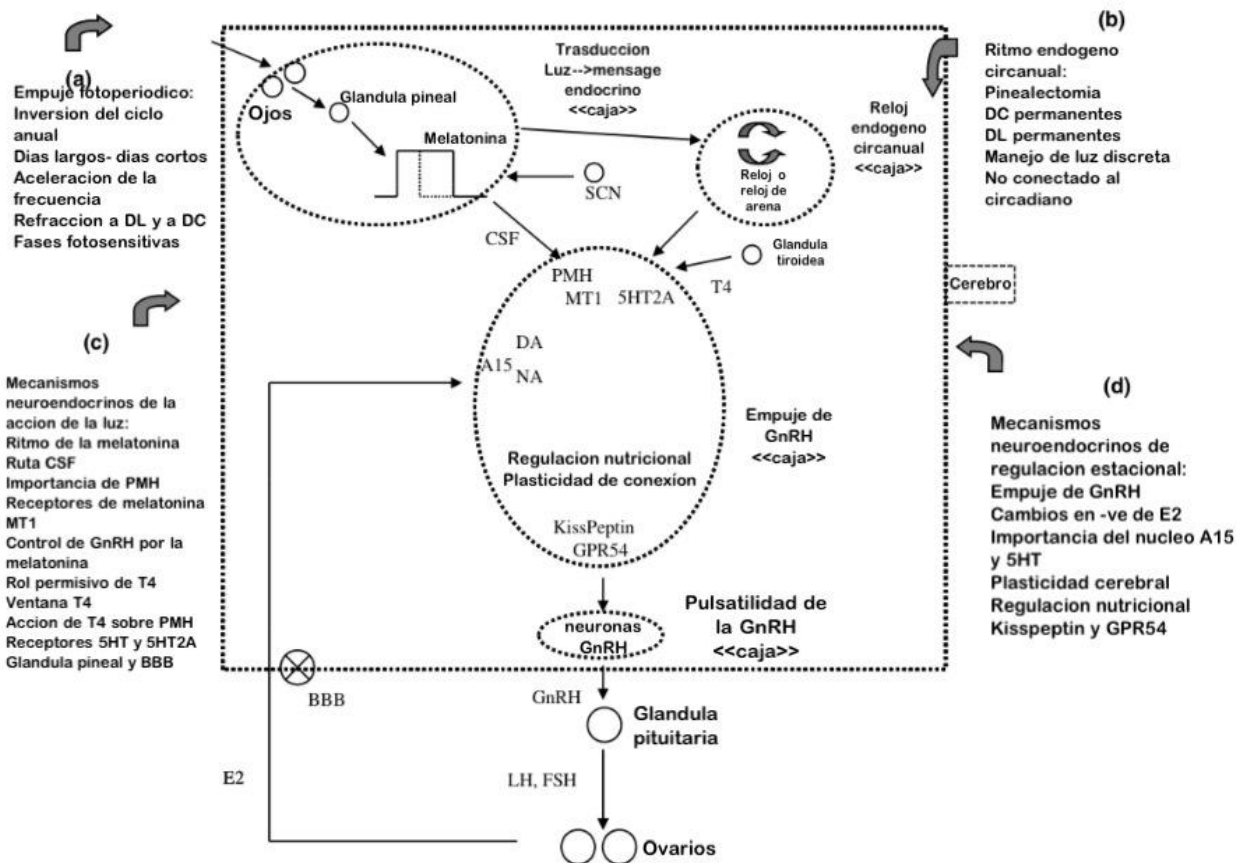 (a)
Empuje fotoperiodico:
Inversion del ciclo
anual
Dias largos- dias cortos
Aceleracion de la
frecuencia
Refraccion a DL y a DC
Fases fotosensitivas
Ojos
Glandula pineal
Melatonina
Trasduccion
Luz-->mensage
endocrino
<<caja>>
SCN
Reloj o
reloj de
arena
Reloj
endogeno
circanual
<<caja>>
(b)
Ritmo endogeno
circanual:
Pinealectomia
DC permanentes
DL permanentes
Manejo de luz discreta
No conectado al
circadiano
CSF
Glandula
tiroidea
T4
PMH
MT1
5HT2A
DA
A15
NA
Regulacion nutricional
Plasticidad de conexíon
KissPeptin
GPR54
Empuje de
GnRH
<<caja>>
Cerebro
(c)
Mecanismos
neuroendocrinos de la
accion de la luz:
Ritmo de la melatonina
Ruta CSF
Importancia de PMH
Receptores de melatonina
MT1
Control de GnRH por la
melatonina
Rol permisivo de T4
Ventana T4
Accion de T4 sobre PMH
Receptores 5HT y 5HT2A
Glandula pineal y BBB
(d)
Mecanismos
neuroendocrinos de
regulacion estacional:
Empuje de GnRH
Cambios en -ve de E2
Importancia del nucleo A15
y 5HT
Plasticidad cerebral
Regulacion nutricional
Kisspeptin y GPR54
neuronas
GnRH
Pulsatilidad de
la GnRH
<<caja>>
BBB
GnRH
Glandula
pituitaria
E2
LH, FSH
Ovarios